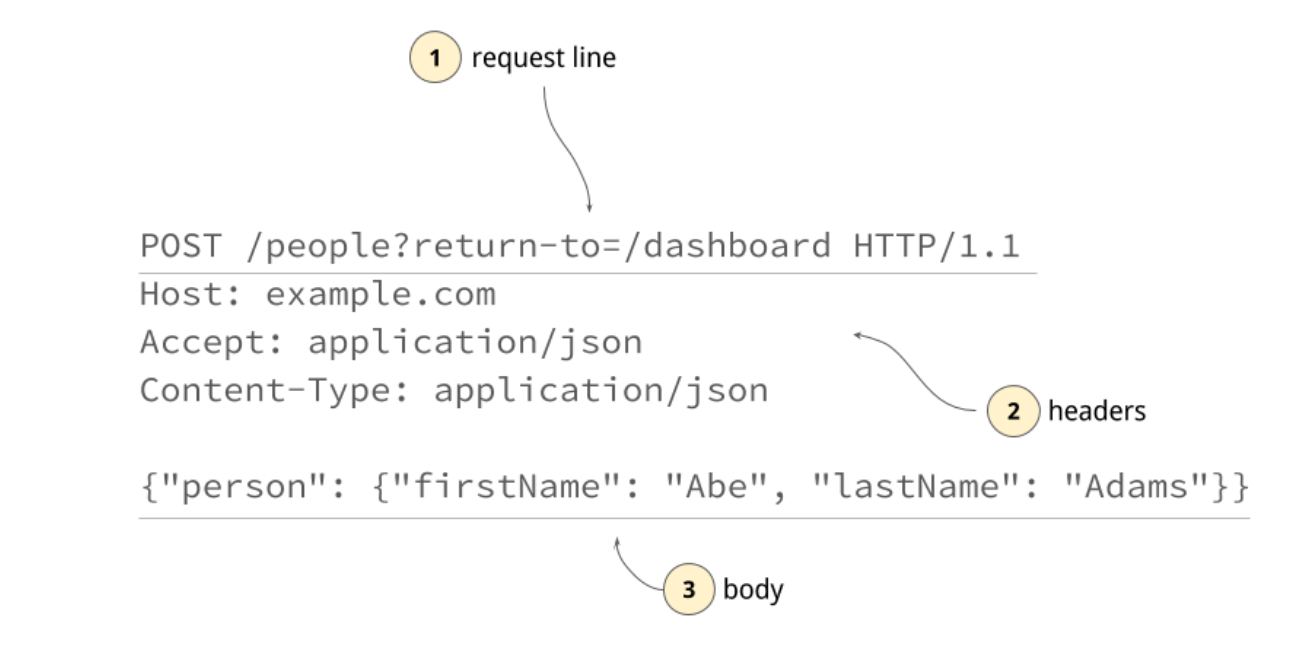 1 request line
POST /people?return-to=/dashboard HTTP/1.1
Host: example.com
Accept: application/json
Content-Type: application/json
2 headers
{"person": {"firstName": "Abe", "lastName": "Adams"}}
3 body